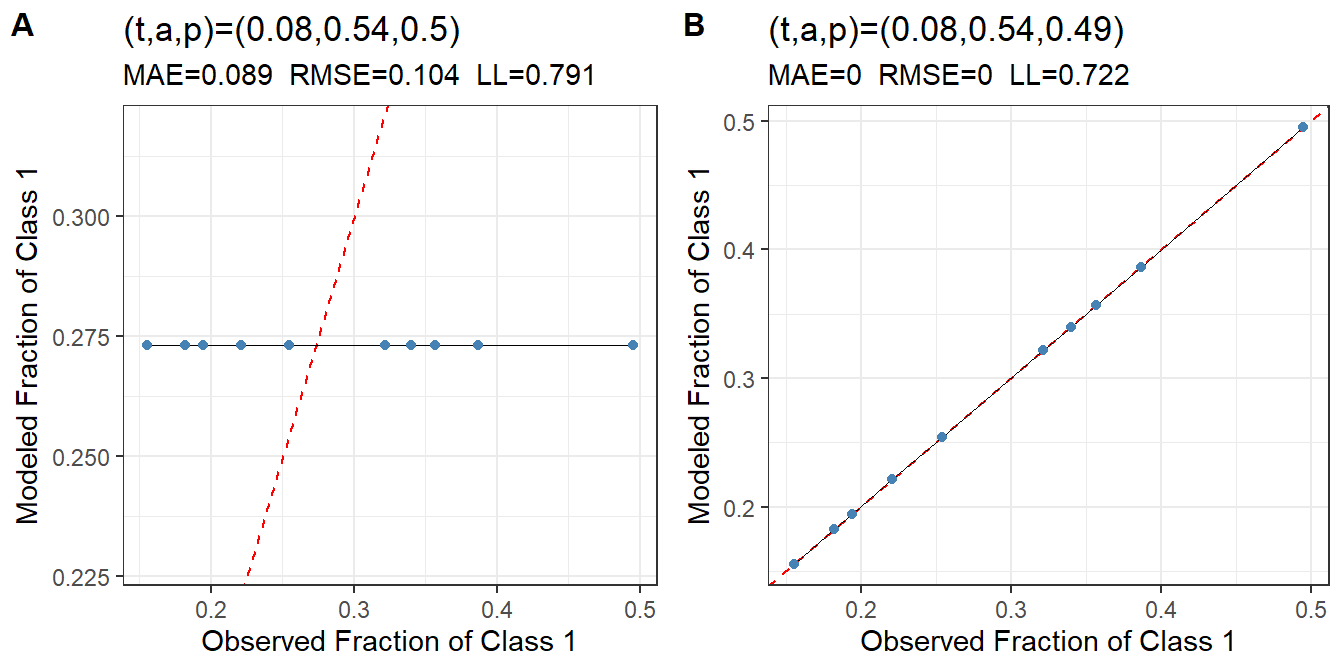 A
(t,a,p)=(0.08,0.54,0.5)
MAE=0.089 RMSE=0.104 LL=0.791
Modeled Fraction of Class 1
0.300
0.275
0.250
0.225
0.2 0.3 0.4 0.5
Observed Fraction of Class 1
B
(t,a,p)=(0.08,0.54,0.49)
MAE=0 RMSE=0 LL=0.722
Modeled Fraction of Class 1
0.5
0.4
0.3
0.2
0.2 0.3 0.4 0.5
Observed Fraction of Class 1